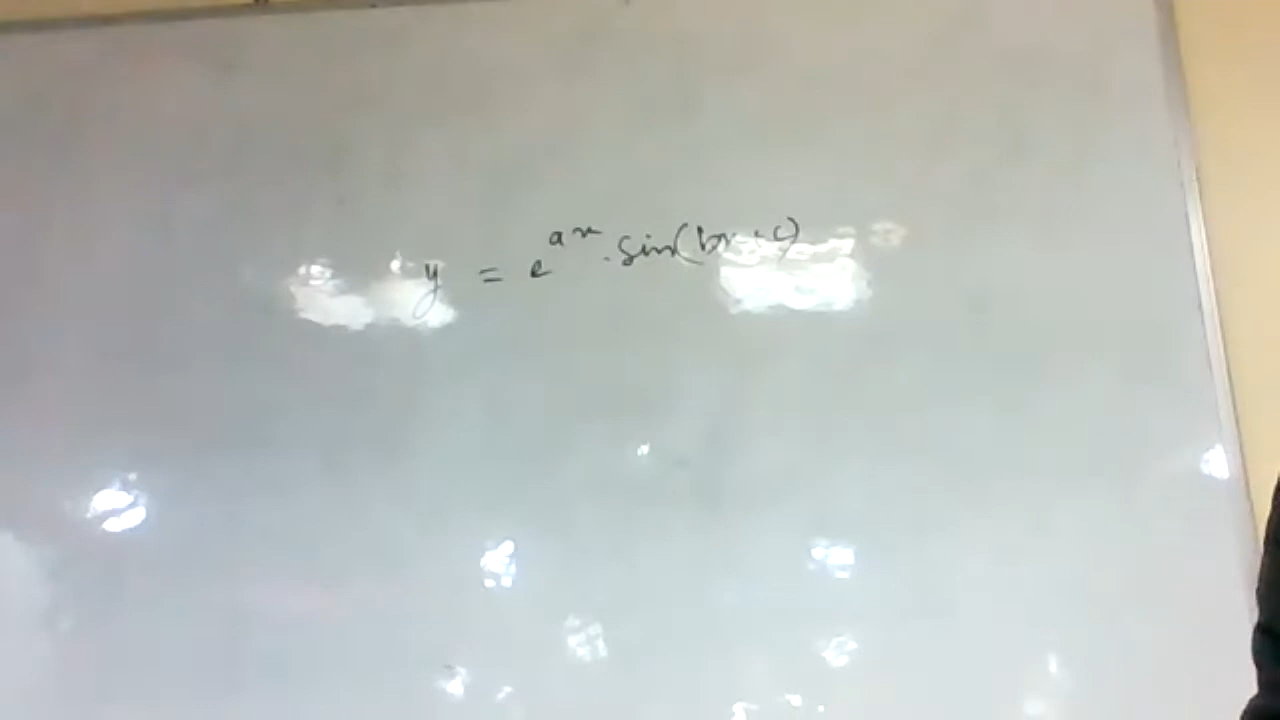 y = e^{ax} . sin(bx+c)